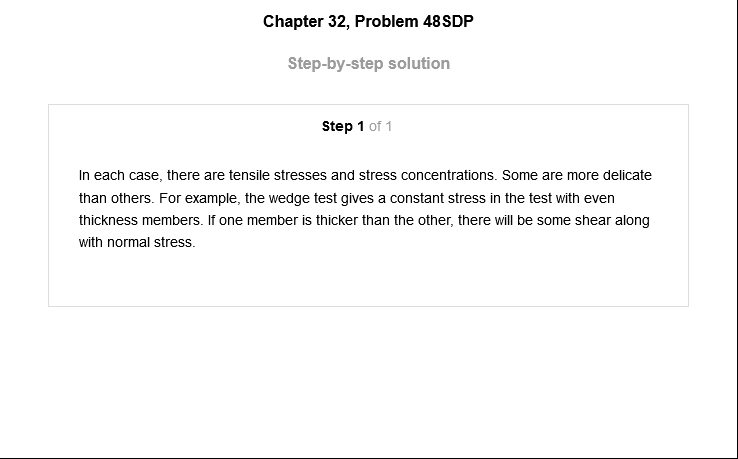 Chapter 32, Problem 48SDP
Step-by-step solution
Step 1 of 1
In each case, there are tensile stresses and stress concentrations. Some are more delicate
than others. For example, the wedge test gives a constant stress in the test with even
thickness members. If one member is thicker than the other, there will be some shear along
with normal stress.